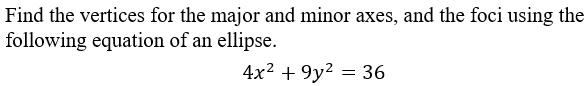 Find the vertices for the major and minor axes, and the foci using the
following equation of an ellipse.
4x² + 9y² = 36